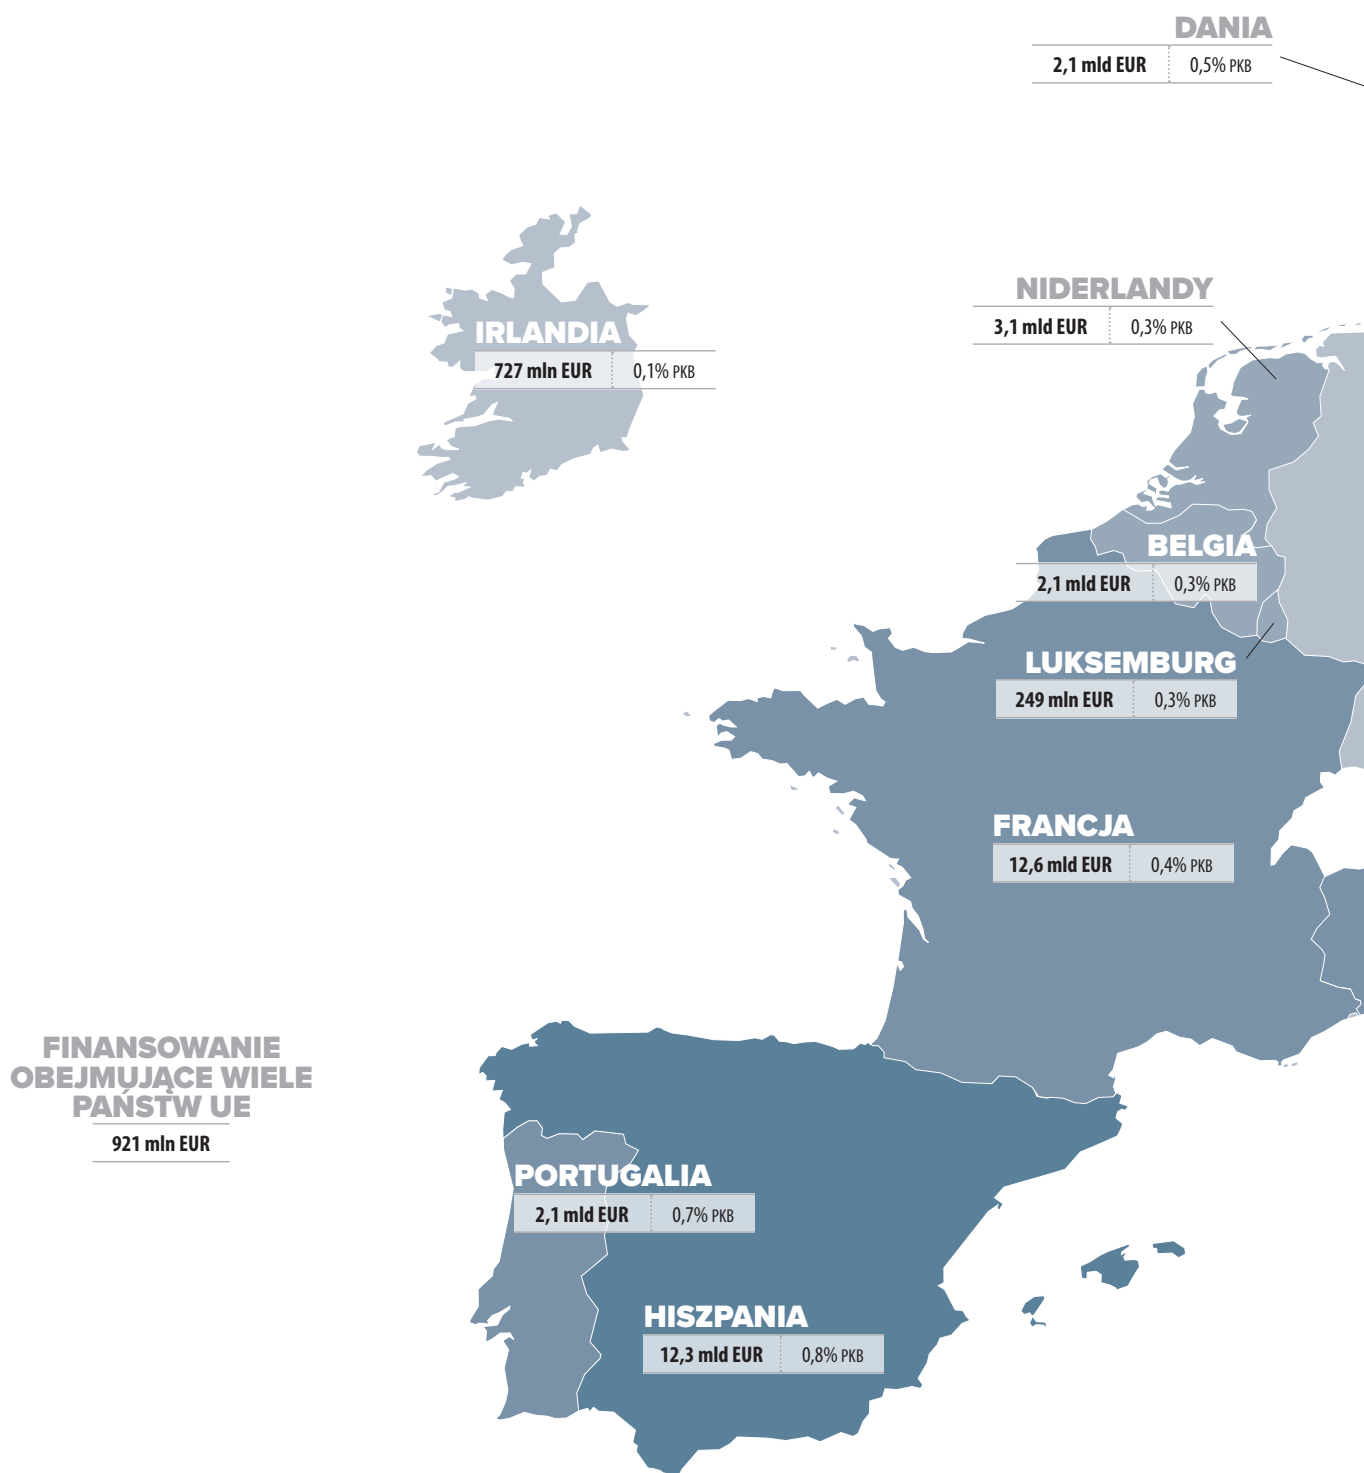 DANIA
2,1 mld EUR 0,5% PKB
NIDERLANDY
3,1 mld EUR 0,3% PKB
IRLANDIA
727 mln EUR 0,1% PKB
BELGIA
2,1 mld EUR 0,3% PKB
LUKSEMBURG
249 mln EUR 0,3% PKB
FRANCJA
12,6 mld EUR 0,4% PKB
FINANSOWANIE
OBEJMUJĄCE WIELE
PAŃSTW UE
921 mln EUR
PORTUGALIA
2,1 mld EUR 0,7% PKB
HISZPANIA
12,3 mld EUR 0,8% PKB